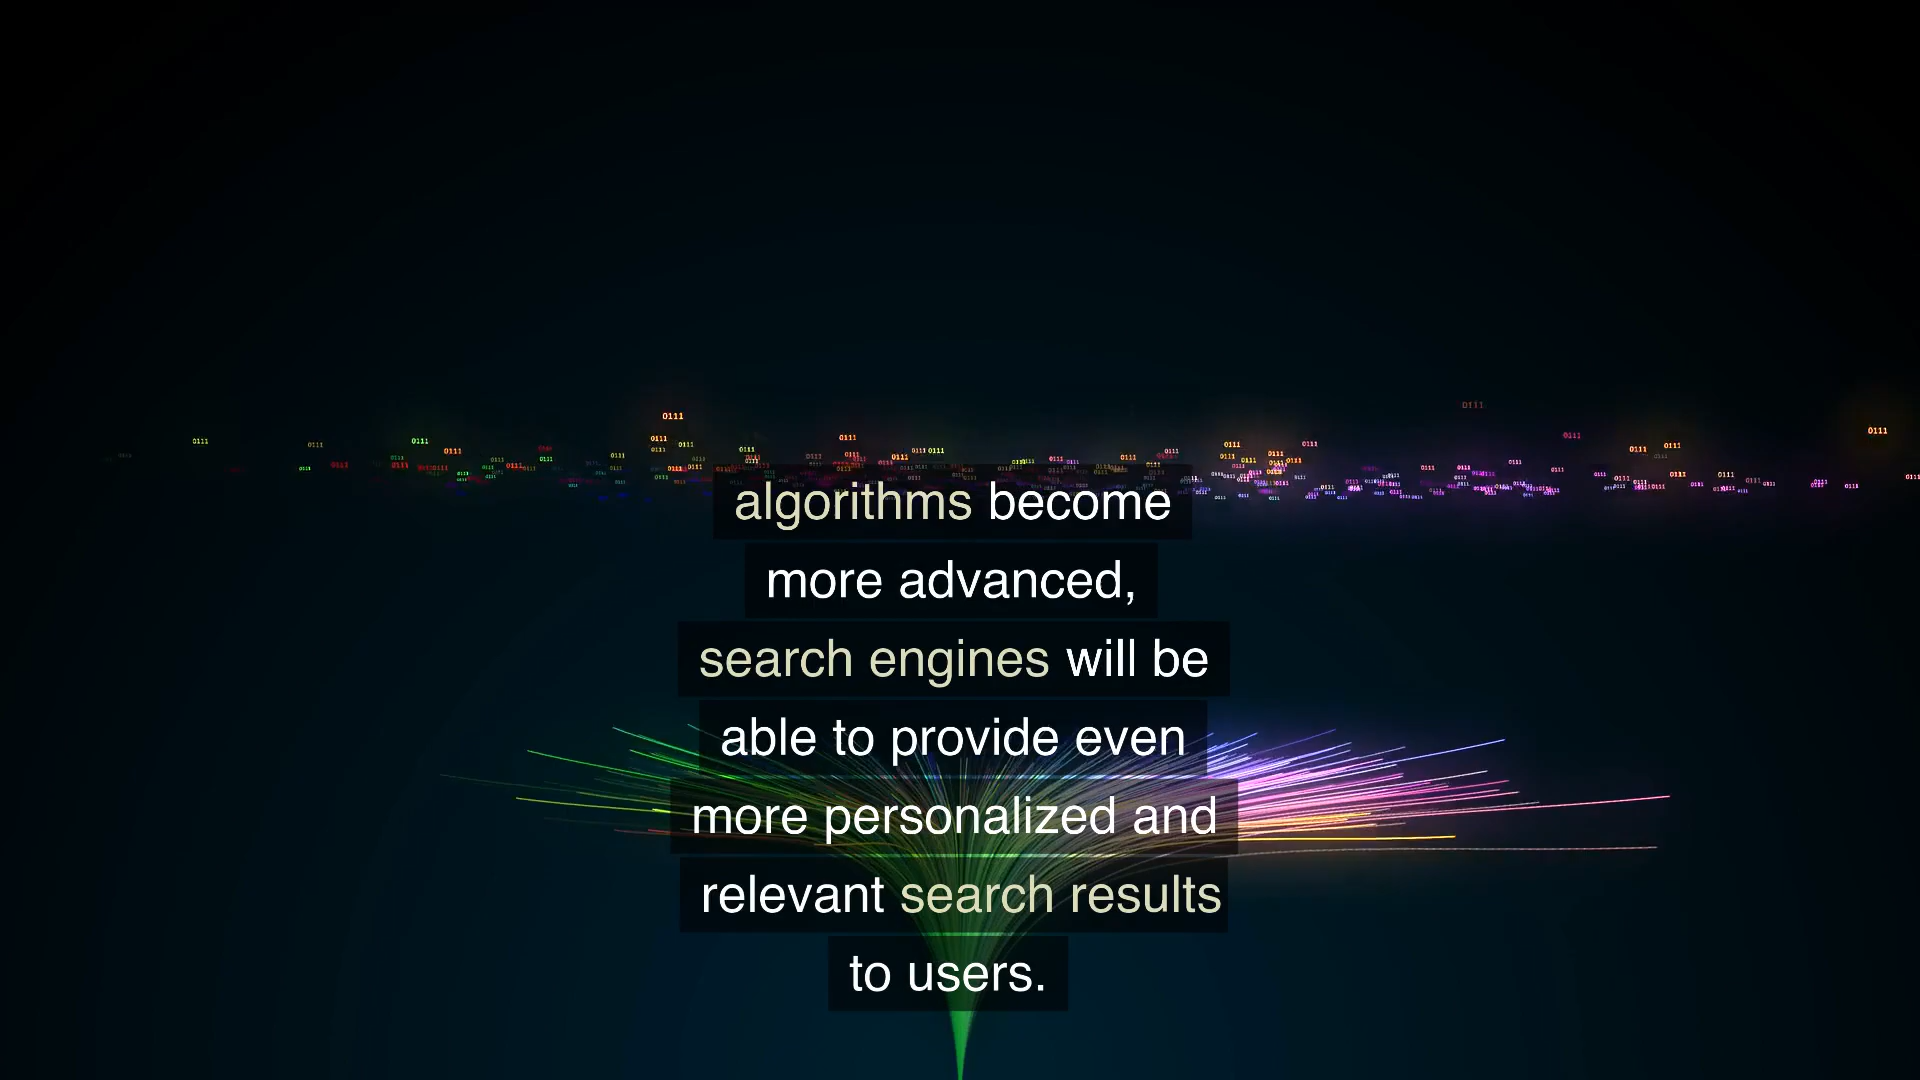 algorithms become
more advanced,
search engines will be
able to provide even
more personalized and
relevant search results
to users.